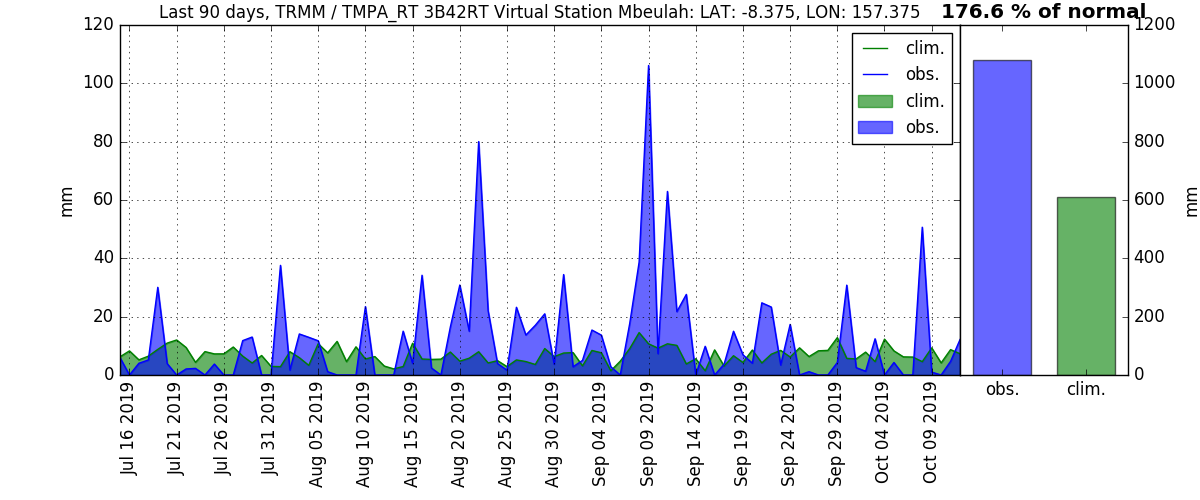 Last 90 days, TRMM / TMPA_RT 3B42RT Virtual Station Mbeulah: LAT: -8.375, LON: 157.375
176.6 % of normal
120
100
80
60
40
20
0
mm
clim.
obs.
clim.
obs.
Jul 16 2019
Jul 21 2019
Jul 26 2019
Jul 31 2019
Aug 05 2019
Aug 10 2019
Aug 15 2019
Aug 20 2019
Aug 25 2019
Aug 30 2019
Sep 04 2019
Sep 09 2019
Sep 14 2019
Sep 19 2019
Sep 24 2019
Sep 29 2019
Oct 04 2019
Oct 09 2019
1200
1000
800
600
400
200
0
mm
obs.
clim.